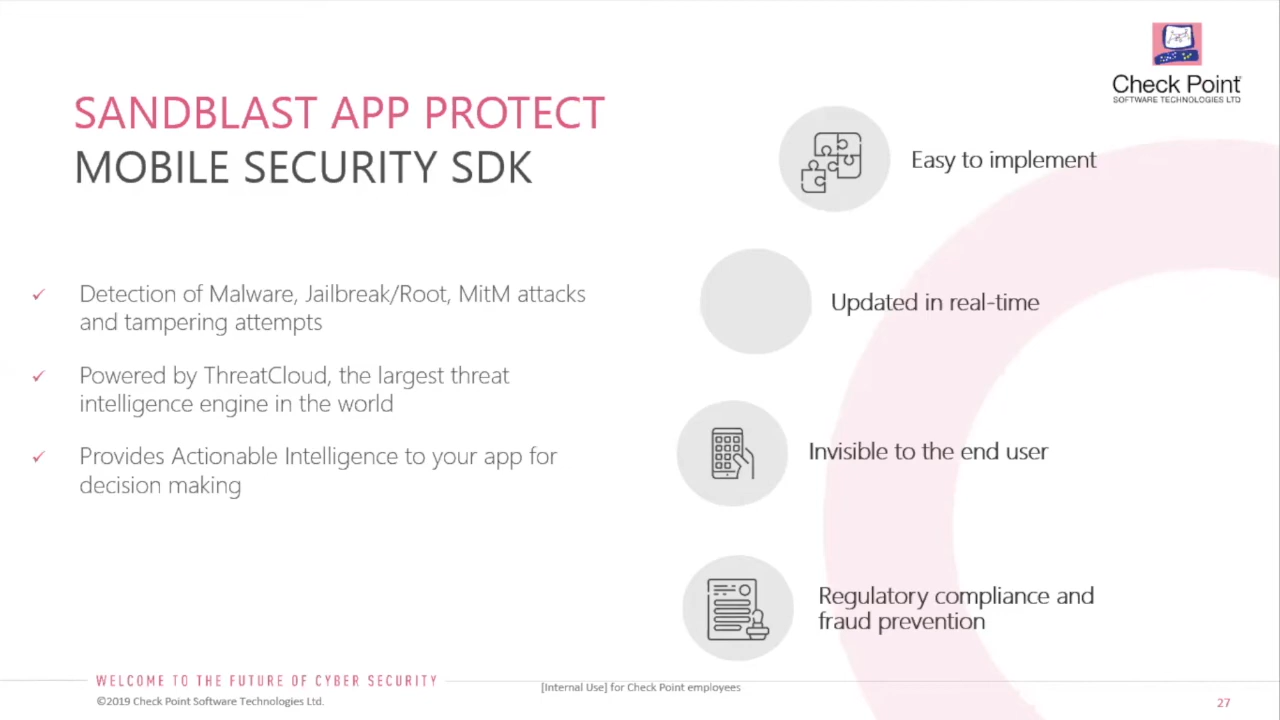 Check Point
SOFTWARE TECHNOLOGIES LTD
SANDBLAST APP PROTECT
MOBILE SECURITY SDK
✓ Detection of Malware, Jailbreak/Root, MitM attacks
and tampering attempts
✓ Powered by ThreatCloud, the largest threat
intelligence engine in the world
✓ Provides Actionable Intelligence to your app for
decision making
Easy to implement
Updated in real-time
Invisible to the end user
Regulatory compliance and
fraud prevention
WELCOME TO THE FUTURE OF CYBER SECURITY
©2019 Check Point Software Technologies Ltd.
[Internal Use] for Check Point employees
27